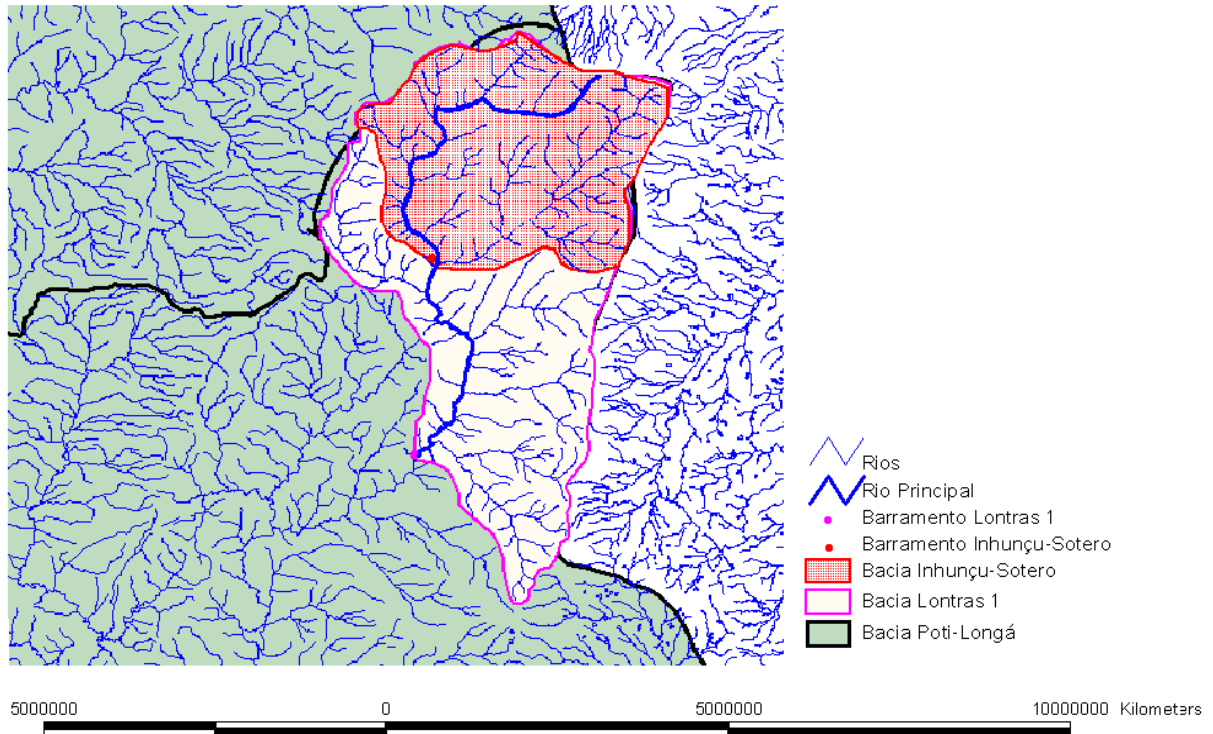 Rios
Rio Principal
Barramento Lontras 1
Barramento Inhunçu-Sotero
Bacia Inhunçu-Sotero
Bacia Lontras 1
Bacia Poti-Longá
5000000 0 5000000 10000000 Kilometers